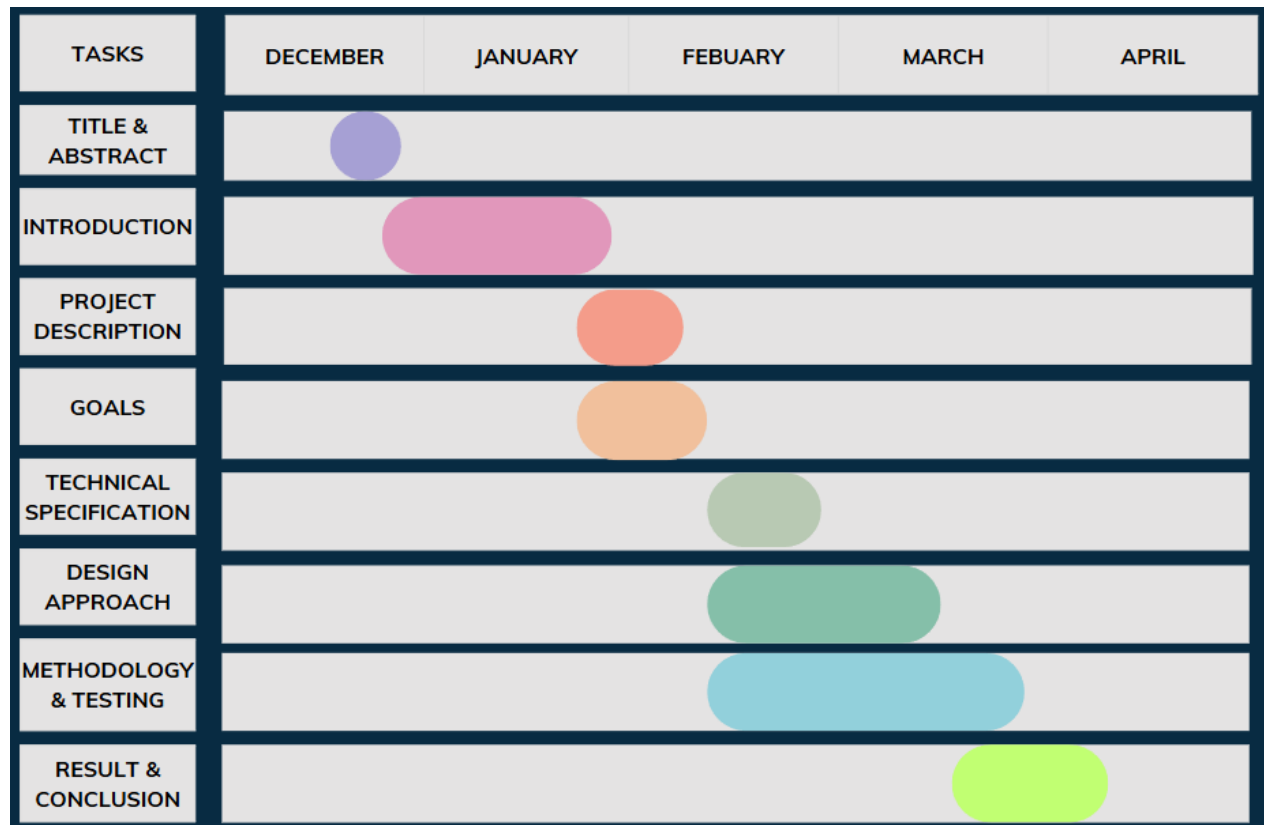 TASKS
DECEMBER
JANUARY
FEBUARY
MARCH
APRIL
TITLE &
ABSTRACT
INTRODUCTION
PROJECT
DESCRIPTION
GOALS
TECHNICAL
SPECIFICATION
DESIGN
APPROACH
METHODOLOGY
& TESTING
RESULT &
CONCLUSION